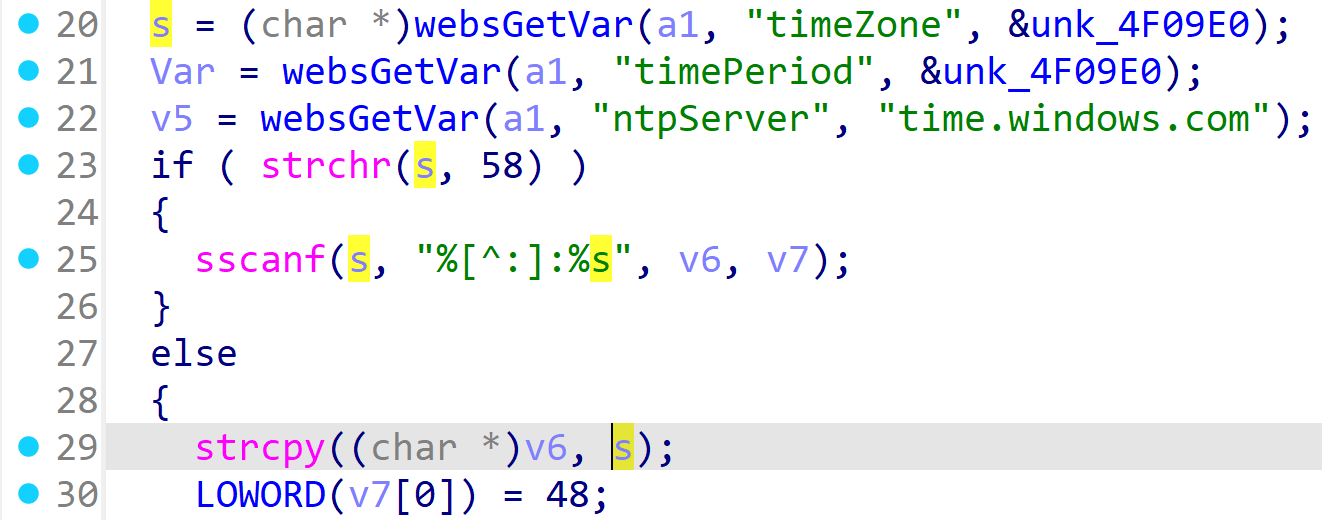 20 s = (char *)websGetVar(a1, "timeZone", &unk_4F09E0);
21 Var = websGetVar(a1, "timePeriod", &unk_4F09E0);
22 v5 = websGetVar(a1, "ntpServer", "time.windows.com");
23 if ( strchr(s, 58) )
24 {
25 sscanf(s, "%[^:]:%s", v6, v7);
26 }
27 else
28 {
29 strcpy((char *)v6, s);
30 LOWORD(v7[0]) = 48;